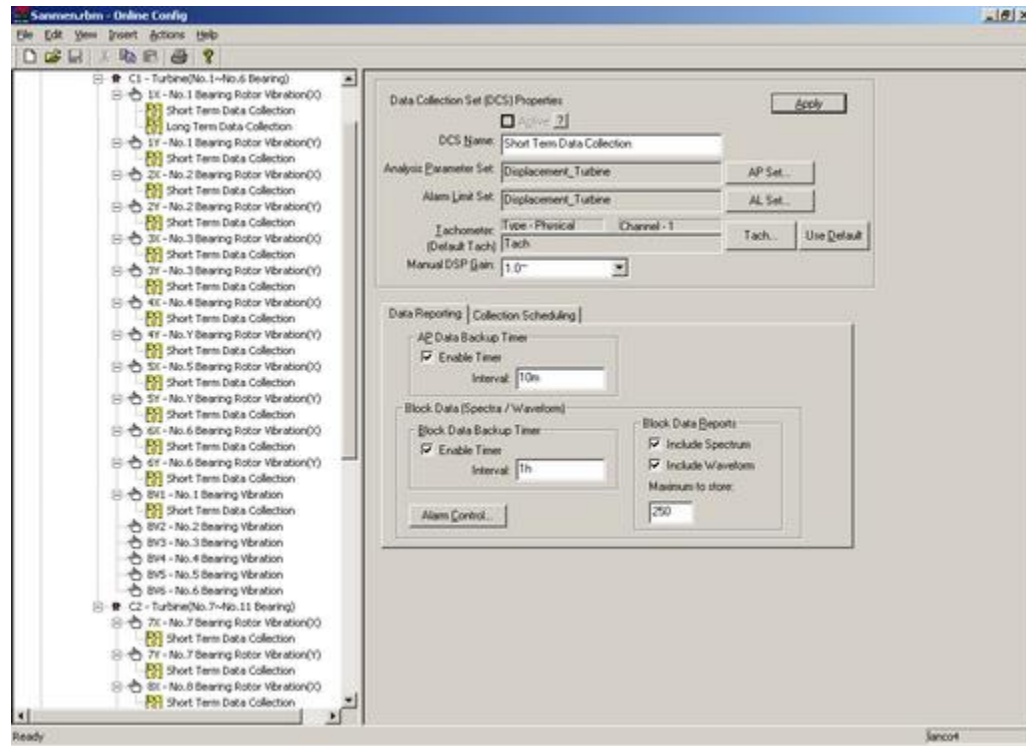 Sanmen.rbm - Online Config
File Edit View Insert Actions Help
C1 - Turbine(No.1~No.6 Bearing)
1X - No.1 Bearing Rotor Vibration(X)
Short Term Data Collection
Long Term Data Collection
1Y - No.1 Bearing Rotor Vibration(Y)
Short Term Data Collection
2X - No.2 Bearing Rotor Vibration(X)
Short Term Data Collection
2Y - No.2 Bearing Rotor Vibration(Y)
Short Term Data Collection
3X - No.3 Bearing Rotor Vibration(X)
Short Term Data Collection
3Y - No.3 Bearing Rotor Vibration(Y)
Short Term Data Collection
4X - No.4 Bearing Rotor Vibration(X)
Short Term Data Collection
4Y - No.Y Bearing Rotor Vibration(Y)
Short Term Data Collection
5X - No.5 Bearing Rotor Vibration(X)
Short Term Data Collection
5Y - No.Y Bearing Rotor Vibration(Y)
Short Term Data Collection
6X - No.6 Bearing Rotor Vibration(X)
Short Term Data Collection
6Y - No.6 Bearing Rotor Vibration(Y)
Short Term Data Collection
BV1 - No.1 Bearing Vibration
Short Term Data Collection
BV2 - No.2 Bearing Vibration
BV3 - No.3 Bearing Vibration
BV4 - No.4 Bearing Vibration
BV5 - No.5 Bearing Vibration
BV6 - No.6 Bearing Vibration
C2 - Turbine(No.7~No.11 Bearing)
7X - No.7 Bearing Rotor Vibration(X)
Short Term Data Collection
7Y - No.7 Bearing Rotor Vibration(Y)
Short Term Data Collection
8X - No.8 Bearing Rotor Vibration(X)
Short Term Data Collection
Data Collection Set (DCS) Properties
Apply
Active ?
DCS Name: Short Term Data Collection
Analysis Parameter Set: Displacement_Turbine AP Set...
Alarm Limit Set: Displacement_Turbine AL Set...
Tachometer: Type - Physical Channel - 1
(Default Tach) Tach Tach... Use Default
Manual DSP Gain: 1.0
Data Reporting Collection Scheduling
AP Data Backup Timer
Enable Timer
Interval: 10m
Block Data (Spectra / Waveform)
Block Data Backup Timer
Enable Timer
Interval: 1h
Alarm Control...
Block Data Reports
Include Spectrum
Include Waveform
Maximum to store:
250
Ready